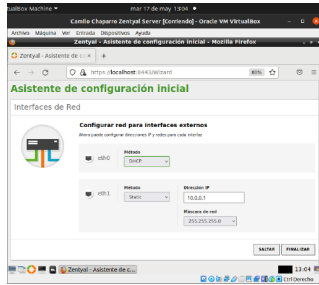 tualBox Machine
mar 17 de may 13:04
Camilo Chaparro Zentyal Server [Corriendo] - Oracle VM VirtualBox
Archivo Máquina Ver Entrada Dispositivos Ayuda
Zentyal - Asistente de configuración inicial - Mozilla Firefox
Zentyal - Asistente de co
https://localhost:8443/Wizard
80%
Asistente de configuración inicial
Interfaces de Red
Configurar red para interfaces externos
Ahora puede configurar direcciones IP y redes para cada interfaz
eth0
Método
DHCP
eth1
Método
Static
Dirección IP
10.0.0.1
Máscara de red
255.255.255.0
SALTAR
FINALIZAR
Zentyal - Asistente de c...
13:04
Ctrl Derecho